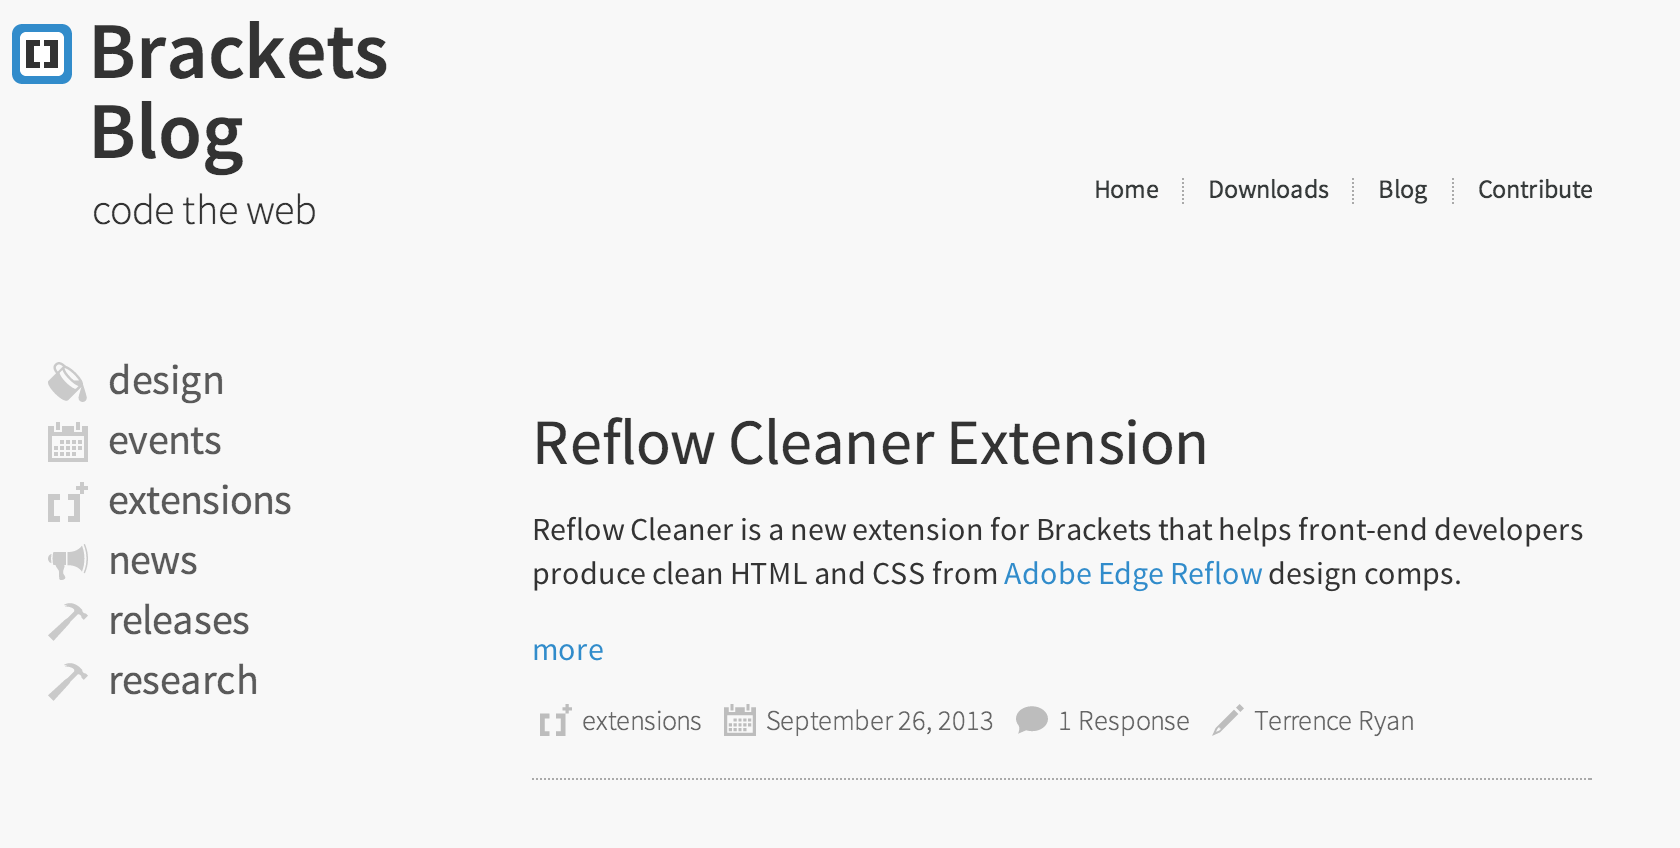 Brackets
Blog
code the web
Home
Downloads
Blog
Contribute
design
events
extensions
news
releases
research
Reflow Cleaner Extension
Reflow Cleaner is a new extension for Brackets that helps front-end developers
produce clean HTML and CSS from Adobe Edge Reflow design comps.
more
extensions September 26, 2013 1 Response Terrence Ryan